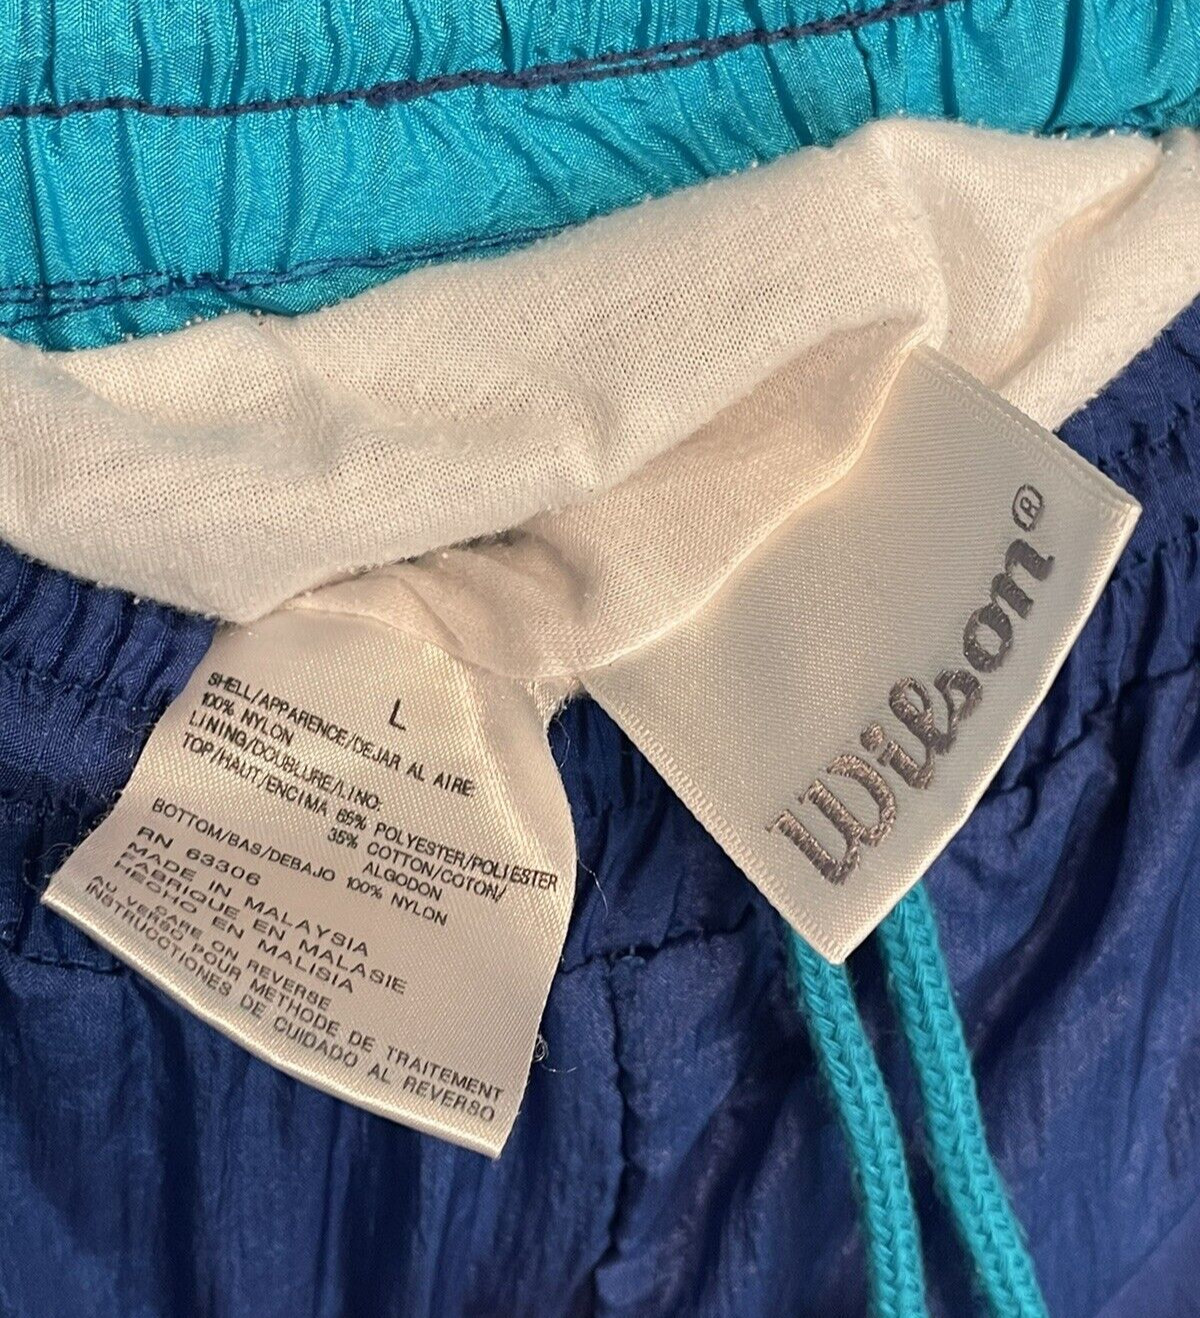 L
SHELL/APPARENCE/DEJAR AL AIRE:
100% NYLON
LINING/DOUBLURE/LINO:
TOP/HAUT/ENCIMA 65% POLYESTER/POLIESTER
35% COTTON/COTON/
ALGODON
BOTTOM/BAS/DEBAJO 100% NYLON
RN 63306
MADE IN MALAYSIA
FABRIQUE EN MALASIE
HECHO EN MALISIA
CARE ON REVERSE
AU VERSO POUR METHODE DE TRAITEMENT
INSTRUCCTIONES DE CUIDADO AL REVERSO
Wilson®